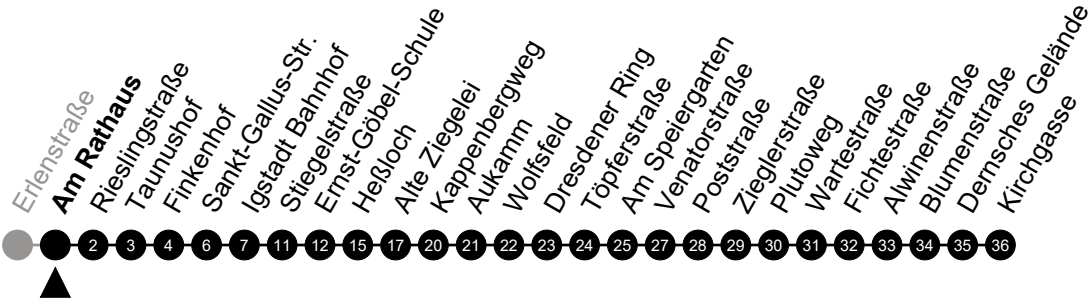 Erlenstraße
Am Rathaus
Rieslingstraße
Taunushof
Finkenhof
Sankt-Gallus-Str.
Igstadt Bahnhof
Stiegelstraße
Ernst-Göbel-Schule
Heßloch
Alte Ziegelei
Kappenbergweg
Aukamm
Wolfsfeld
Dresdener Ring
Töpferstraße
Am Speiergarten
Venatorstraße
Poststraße
Zieglerstraße
Plutoweg
Wartestraße
Fichtestraße
Alwinenstraße
Blumenstraße
Dernsches Gelände
Kirchgasse
2 3 4 6 7 11 12 15 17 20 21 22 23 24 25 27 28 29 30 31 32 33 34 35 36